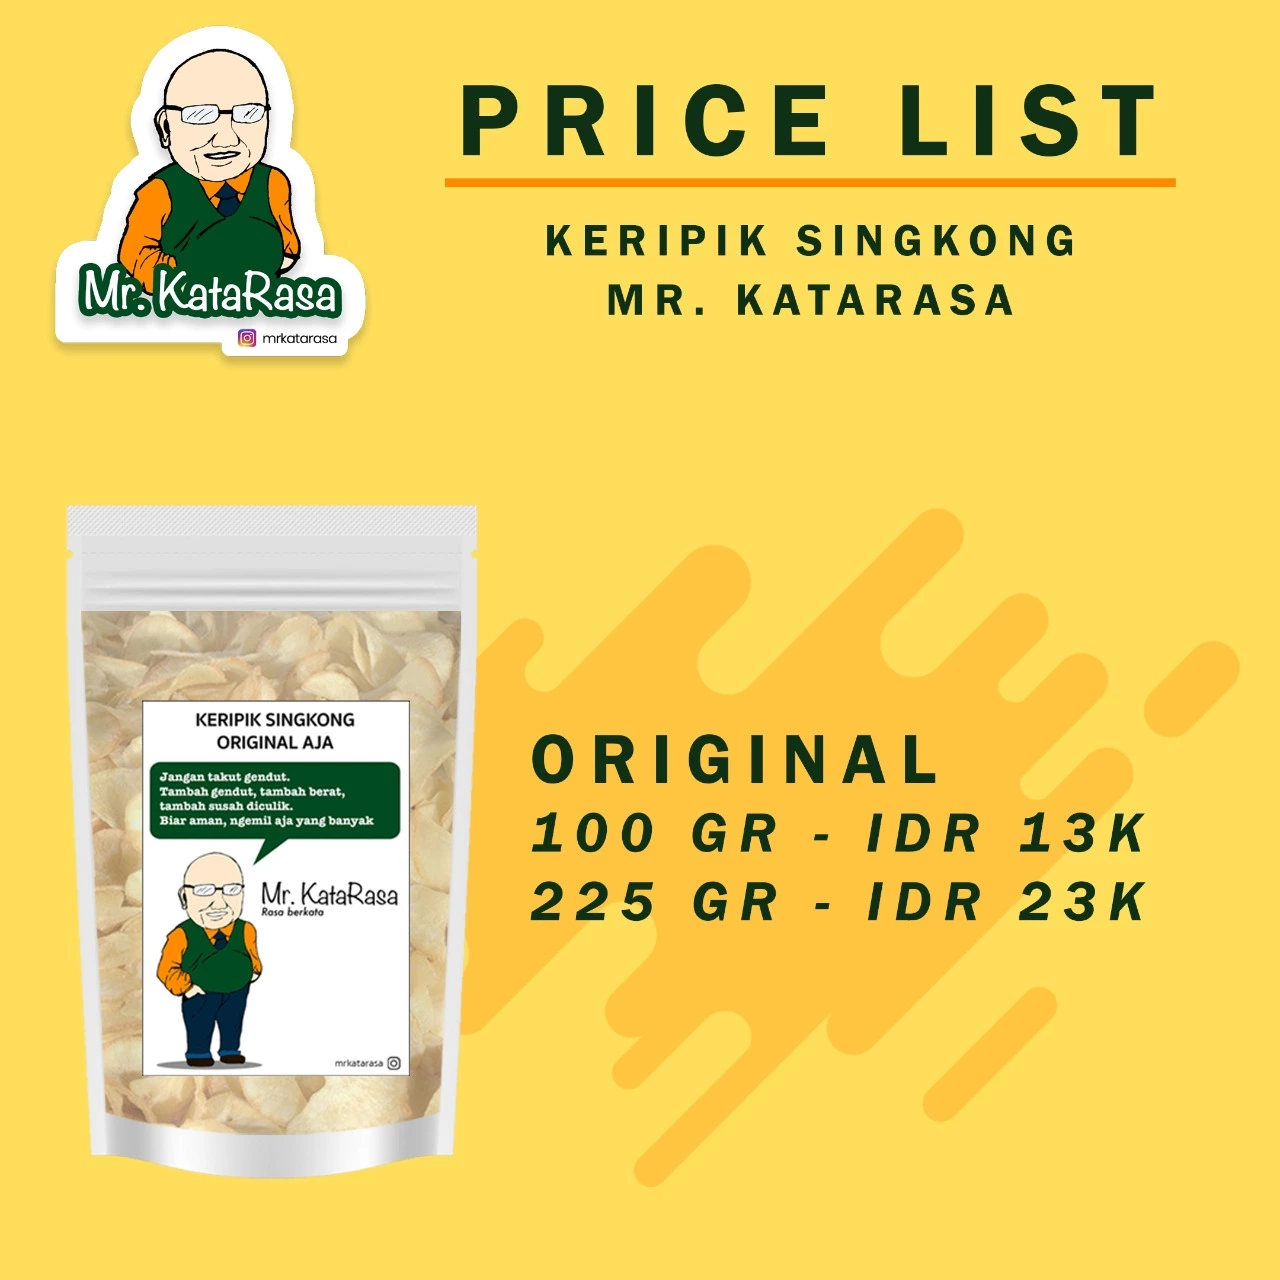 Mr. KataRasa
mrkatarasa
PRICE LIST
KERIPIK SINGKONG
MR. KATARASA
KERIPIK SINGKONG
ORIGINAL AJA
Jangan takut gendut.
Tambah gendut, tambah berat,
tambah susah diculik.
Biar aman, ngemil aja yang banyak
Mr. KataRasa
Rasa berkata
mrkatarasa
ORIGINAL
100 GR - IDR 13K
225 GR - IDR 23K